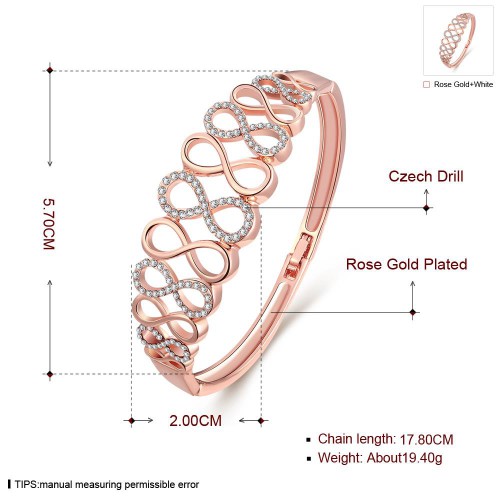 Rose Gold+White
Czech Drill
5.70CM
Rose Gold Plated
2.00CM
Chain length: 17.80CM
Weight: About19.40g
TIPS:manual measuring permissible error